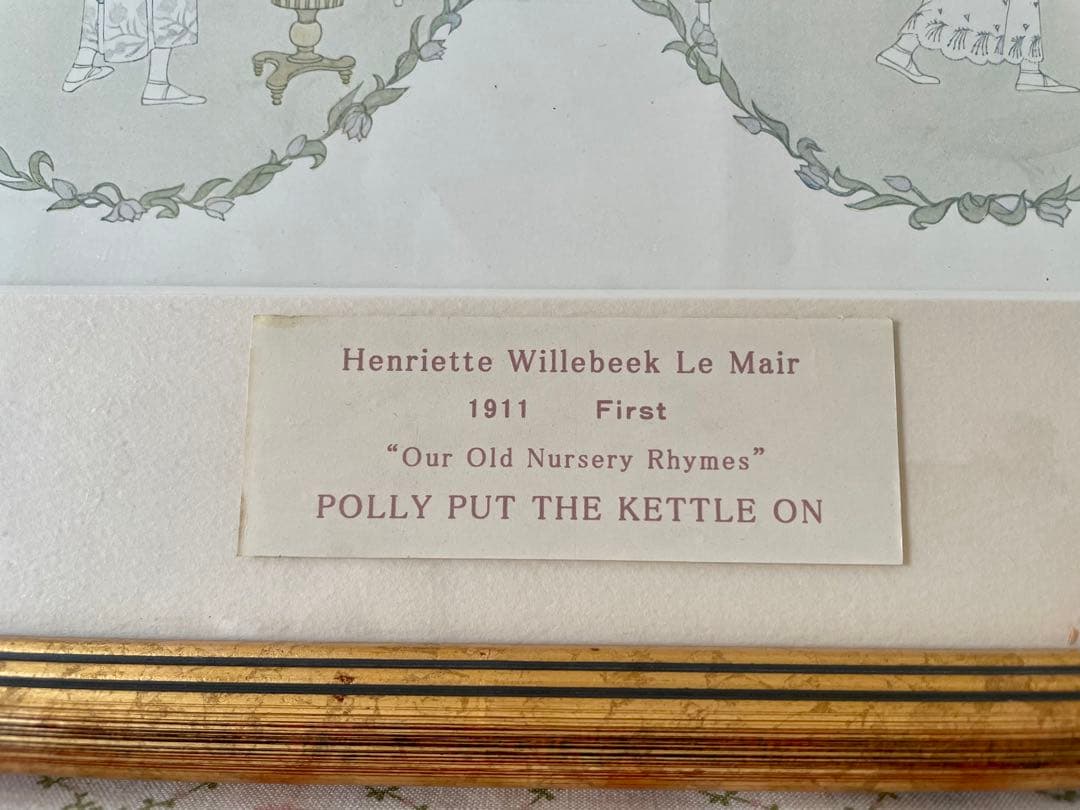 Henriette Willebeek Le Mair
1911 First
“Our Old Nursery Rhymes”
POLLY PUT THE KETTLE ON